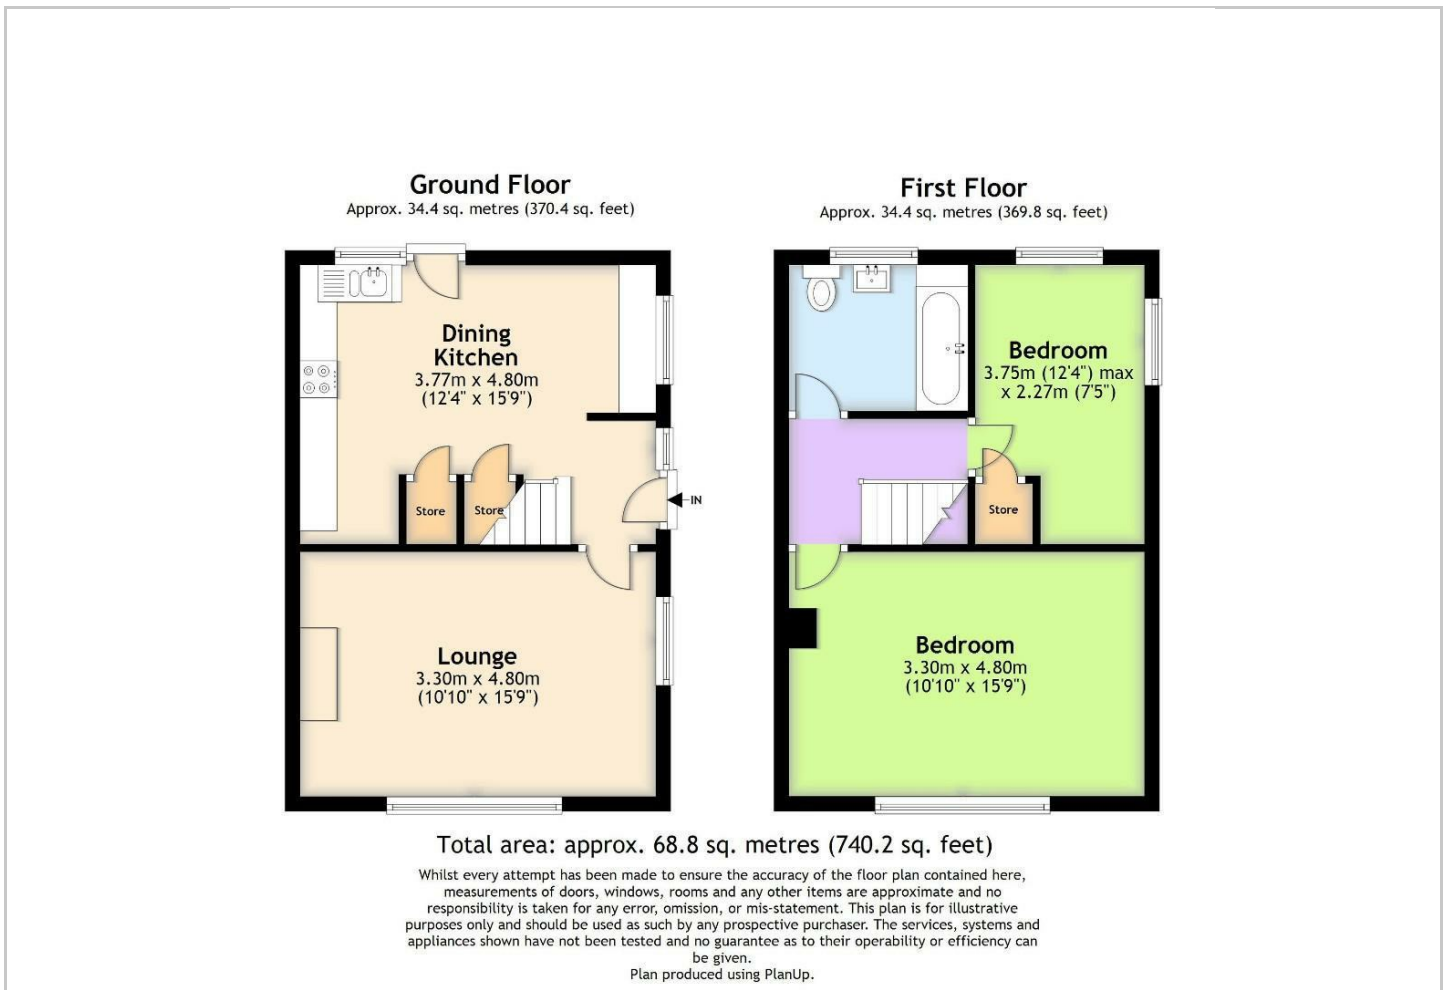 Ground Floor
Approx. 34.4 sq. metres (370.4 sq. feet)
Dining
Kitchen
3.77m x 4.80m
(12'4" x 15'9")
Store
Store
IN
Lounge
3.30m x 4.80m
(10'10" x 15'9")
First Floor
Approx. 34.4 sq. metres (369.8 sq. feet)
Bedroom
3.75m (12'4") max
x 2.27m (7'5")
Store
Bedroom
3.30m x 4.80m
(10'10" x 15'9")
Total area: approx. 68.8 sq. metres (740.2 sq. feet)
Whilst every attempt has been made to ensure the accuracy of the floor plan contained here,
measurements of doors, windows, rooms and any other items are approximate and no
responsibility is taken for any error, omission, or mis-statement. This plan is for illustrative
purposes only and should be used as such by any prospective purchaser. The services, systems and
appliances shown have not been tested and no guarantee as to their operability or efficiency can
be given.
Plan produced using PlanUp.